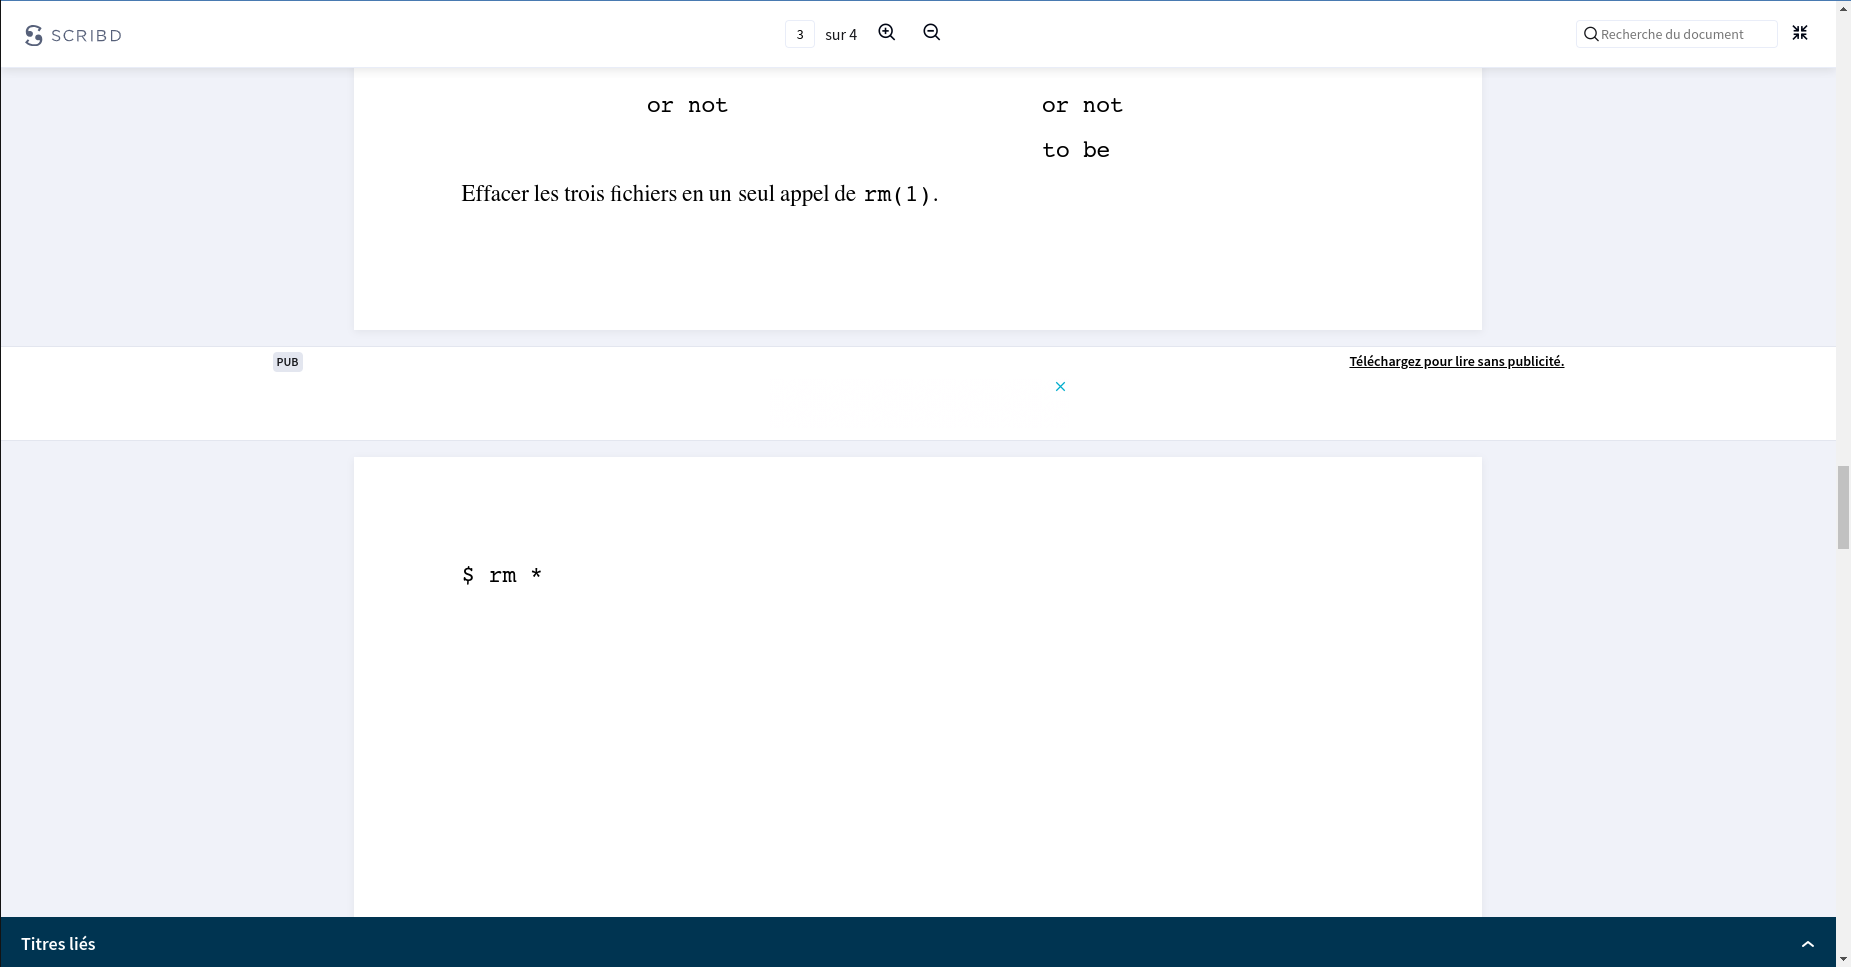 SCRIBD 3 sur 4 Recherche du document
or not or not
to be
Effacer les trois fichiers en un seul appel de rm(1).
PUB Téléchargez pour lire sans publicité.
$ rm *
Titres liés